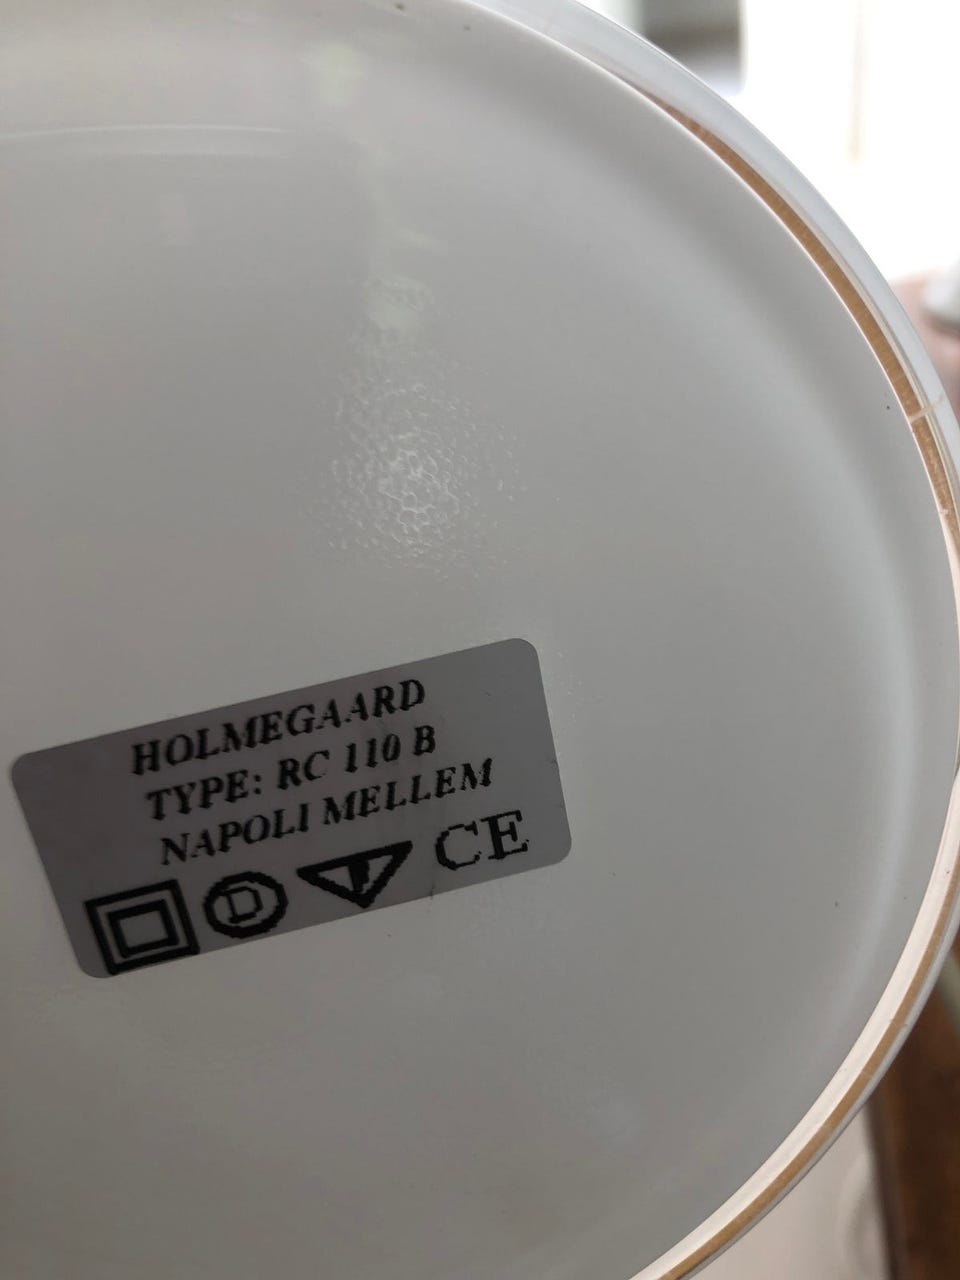 HOLMEGAARD
TYPE: RC 110 B
NAPOLI MELLEM
D CE